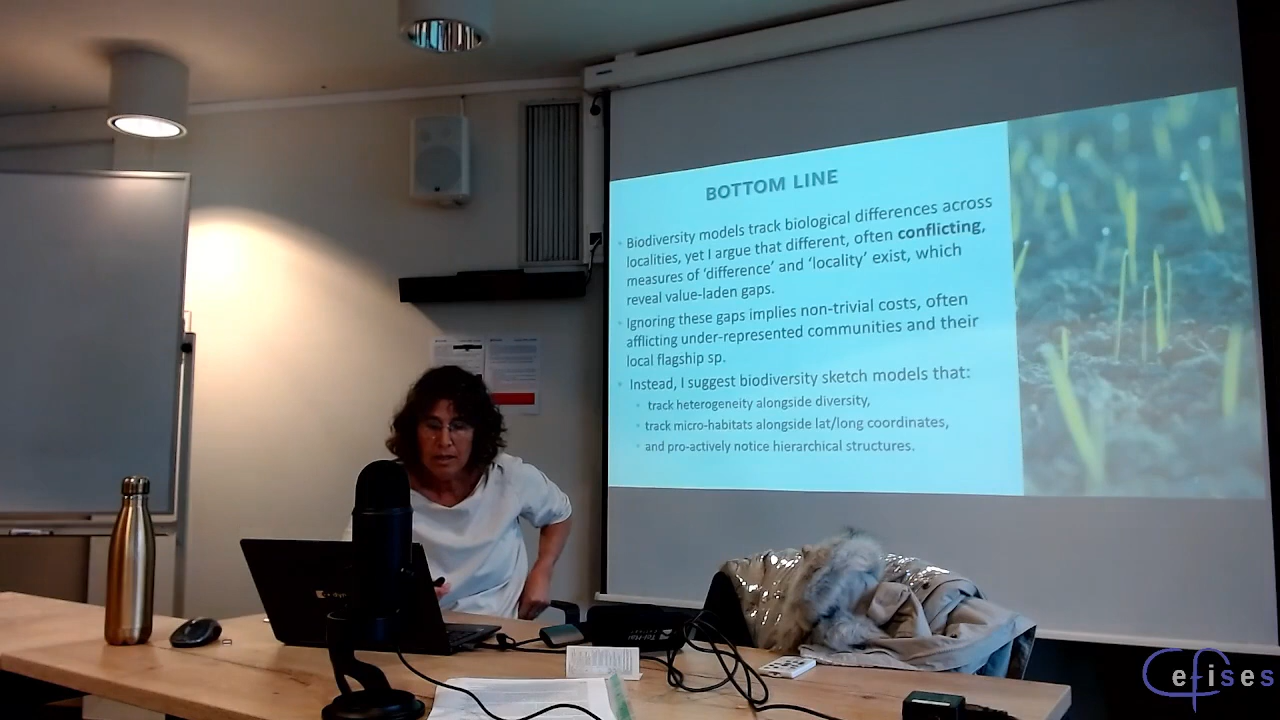 BOTTOM LINE
Biodiversity models track biological differences across
localities, yet I argue that different, often conflicting,
measures of 'difference' and 'locality' exist, which
reveal value-laden gaps.
Ignoring these gaps implies non-trivial costs, often
afflicting under-represented communities and their
local flagship sp.
Instead, I suggest biodiversity sketch models that:
track heterogeneity alongside diversity,
track micro-habitats alongside lat/long coordinates,
and pro-actively notice hierarchical structures.
Cefises